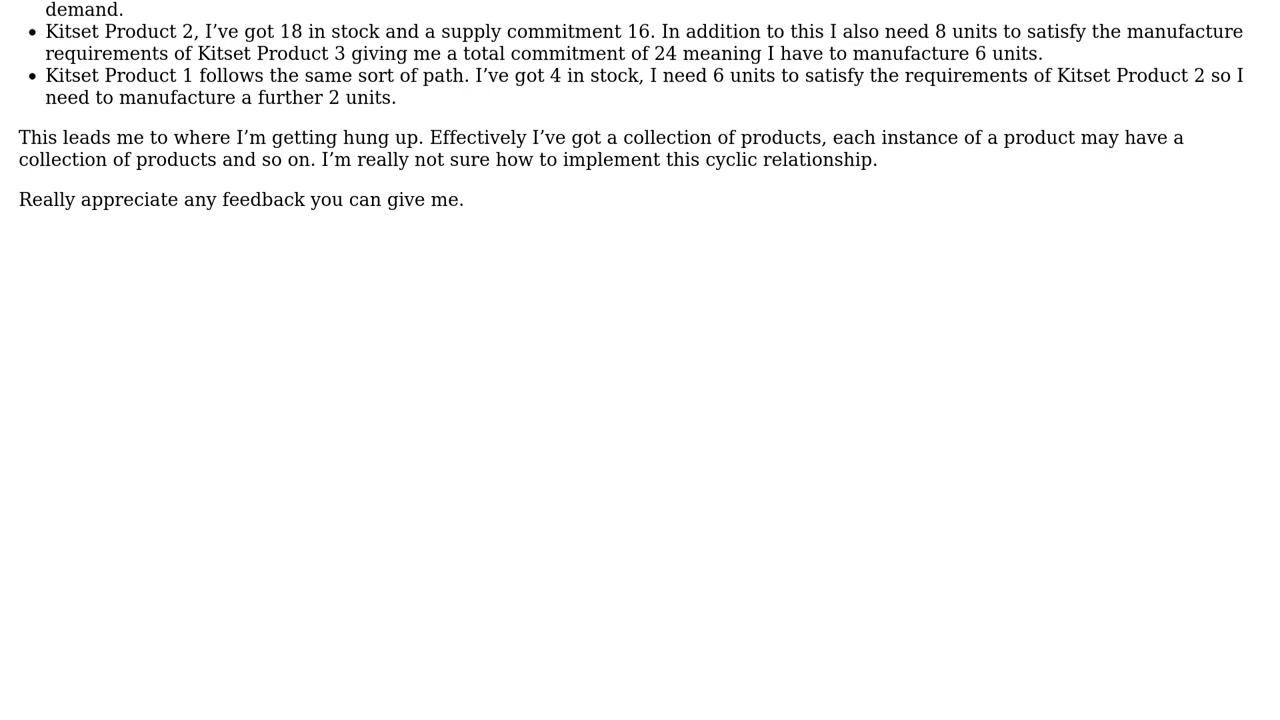 demand.
Kitset Product 2, I’ve got 18 in stock and a supply commitment 16. In addition to this I also need 8 units to satisfy the manufacture
requirements of Kitset Product 3 giving me a total commitment of 24 meaning I have to manufacture 6 units.
Kitset Product 1 follows the same sort of path. I’ve got 4 in stock, I need 6 units to satisfy the requirements of Kitset Product 2 so I
need to manufacture a further 2 units.
This leads me to where I’m getting hung up. Effectively I’ve got a collection of products, each instance of a product may have a
collection of products and so on. I’m really not sure how to implement this cyclic relationship.
Really appreciate any feedback you can give me.